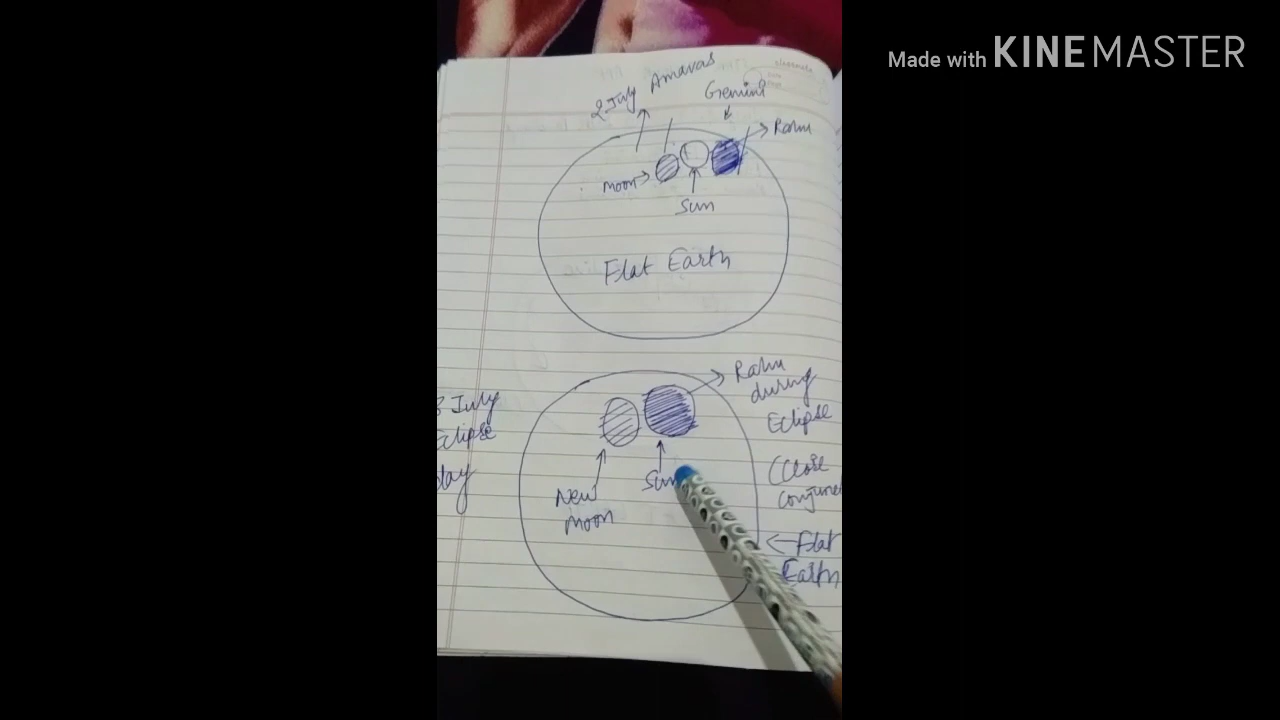 Made with KINEMASTER
2 July Amavas
Gemini
Rahu
Moon
Sun
Flat Earth
Rahu
during
Eclipse
(Close
3 July
Eclipse
day
Sun
New
Moon
Flat
Earth